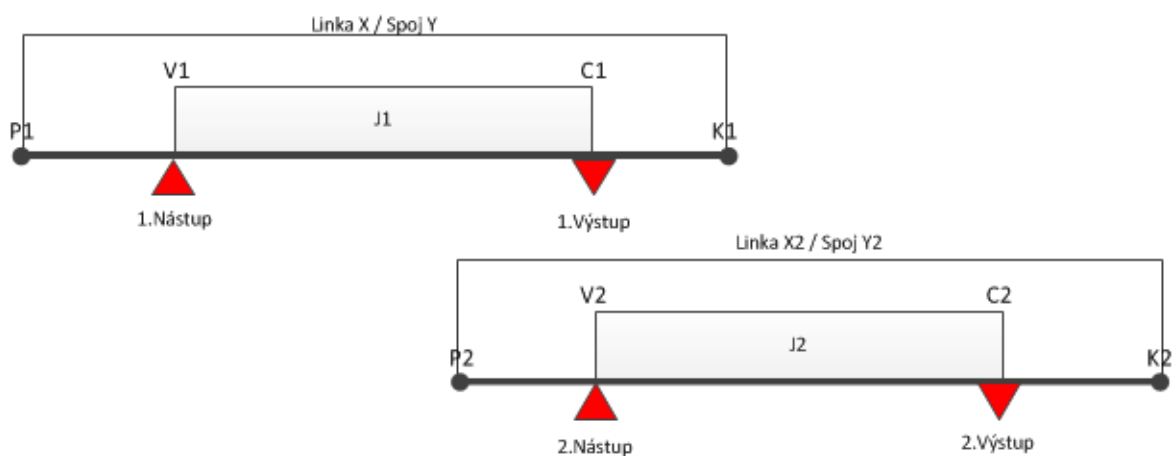 Linka X / Spoj Y
V1
C1
J1
P1
K1
1.Nástup
1.Výstup
Linka X2 / Spoj Y2
V2
C2
J2
P2
K2
2.Nástup
2.Výstup